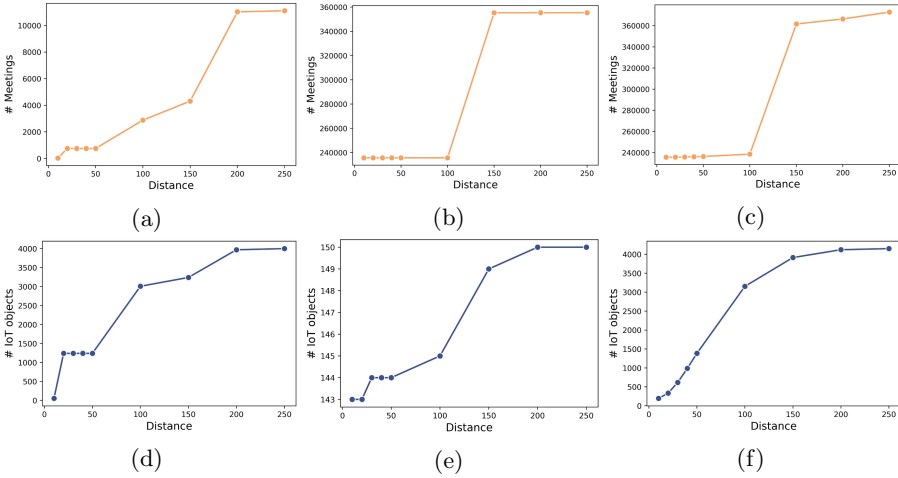 # Meetings
10000
8000
6000
4000
2000
0
0 50 100 150 200 250
Distance
(a)
# Meetings
360000
340000
320000
300000
280000
260000
240000
0 50 100 150 200 250
Distance
(b)
# Meetings
360000
340000
320000
300000
280000
260000
240000
0 50 100 150 200 250
Distance
(c)
# IoT objects
4000
3500
3000
2500
2000
1500
1000
500
0
0 50 100 150 200 250
Distance
(d)
# IoT objects
150
149
148
147
146
145
144
143
0 50 100 150 200 250
Distance
(e)
# IoT objects
4000
3500
3000
2500
2000
1500
1000
500
0
0 50 100 150 200 250
Distance
(f)